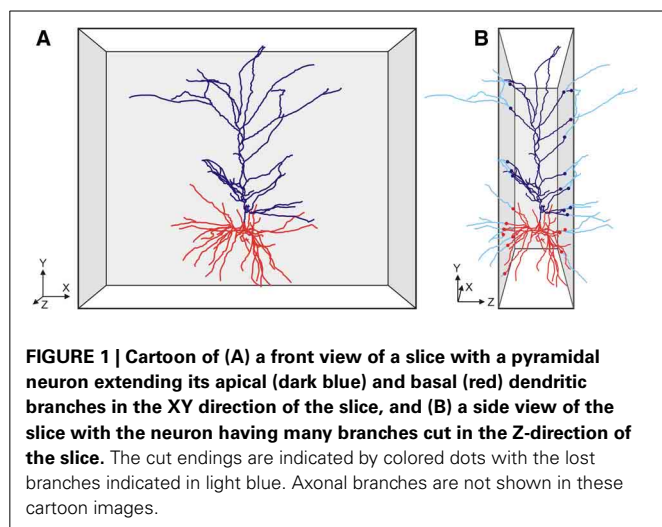 A
B
Y
X
Z
Y
X
Z
FIGURE 1 | Cartoon of (A) a front view of a slice with a pyramidal
neuron extending its apical (dark blue) and basal (red) dendritic
branches in the XY direction of the slice, and (B) a side view of the
slice with the neuron having many branches cut in the Z-direction of
the slice. The cut endings are indicated by colored dots with the lost
branches indicated in light blue. Axonal branches are not shown in these
cartoon images.